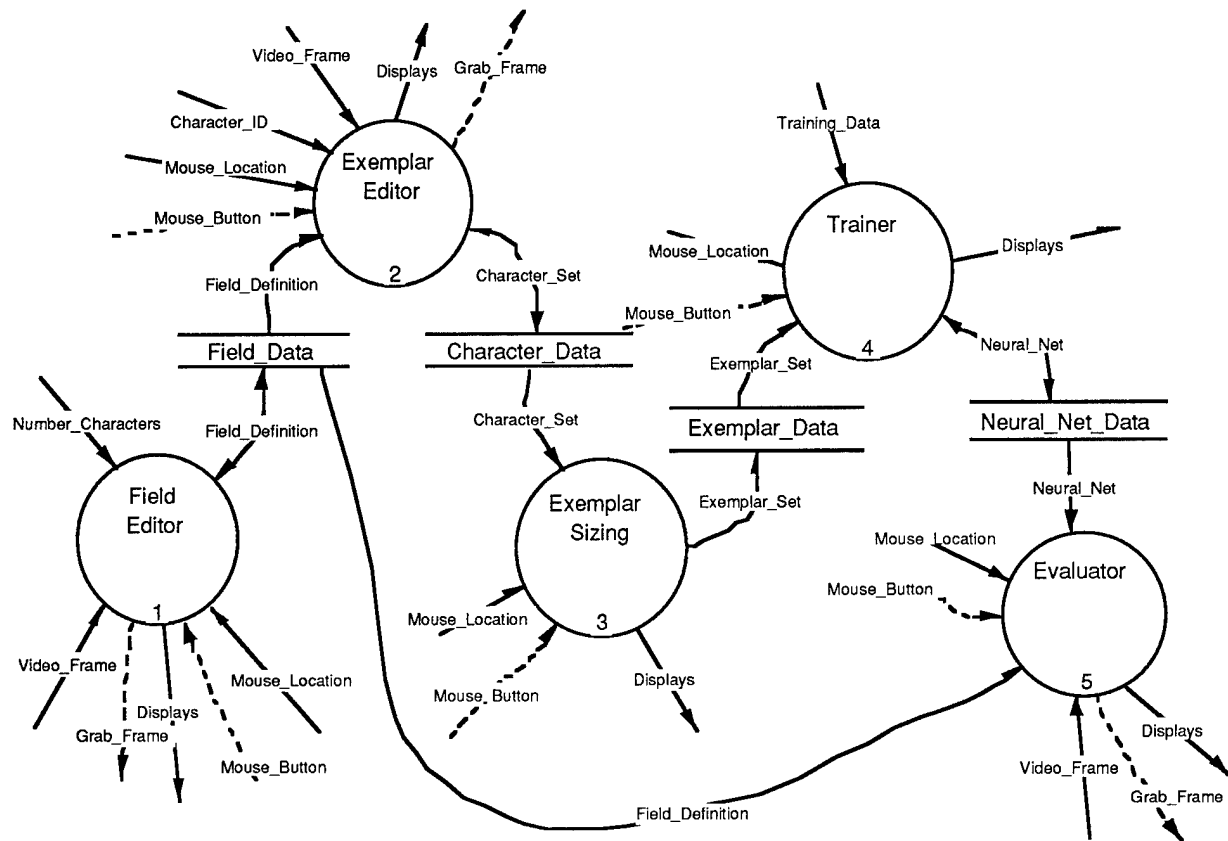 Video_Frame
Displays
Grab_Frame
Character_ID
Mouse_Location
Mouse_Button
Exemplar
Editor
2
Field_Definition
Character_Set
Training_Data
Trainer
4
Mouse_Location
Displays
Mouse_Button
Field_Data
Character_Data
Exemplar_Set
Neural_Net
Number_Characters
Field_Definition
Character_Set
Exemplar_Data
Neural_Net_Data
Field
Editor
1
Exemplar
Sizing
3
Exemplar_Set
Neural_Net
Mouse_Location
Evaluator
5
Mouse_Button
Mouse_Location
Video_Frame
Mouse_Location
Mouse_Button
Displays
Displays
Grab_Frame
Mouse_Button
Displays
Video_Frame
Grab_Frame
Field_Definition